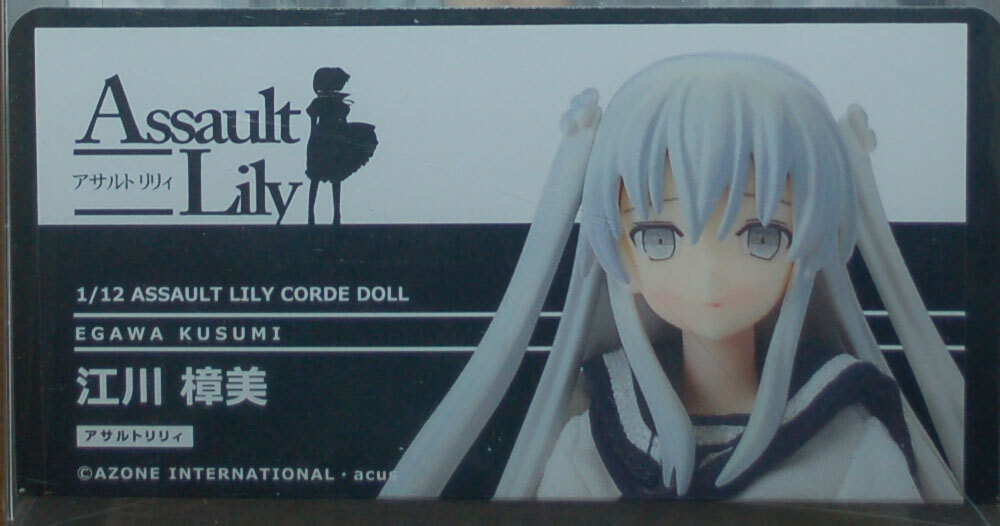 Assault
アサルトリリィ
Lily
1/12 ASSAULT LILY CORDE DOLL
EGAWA KUSUMI
江川 樟美
アサルトリリィ
©AZONE INTERNATIONAL・acus